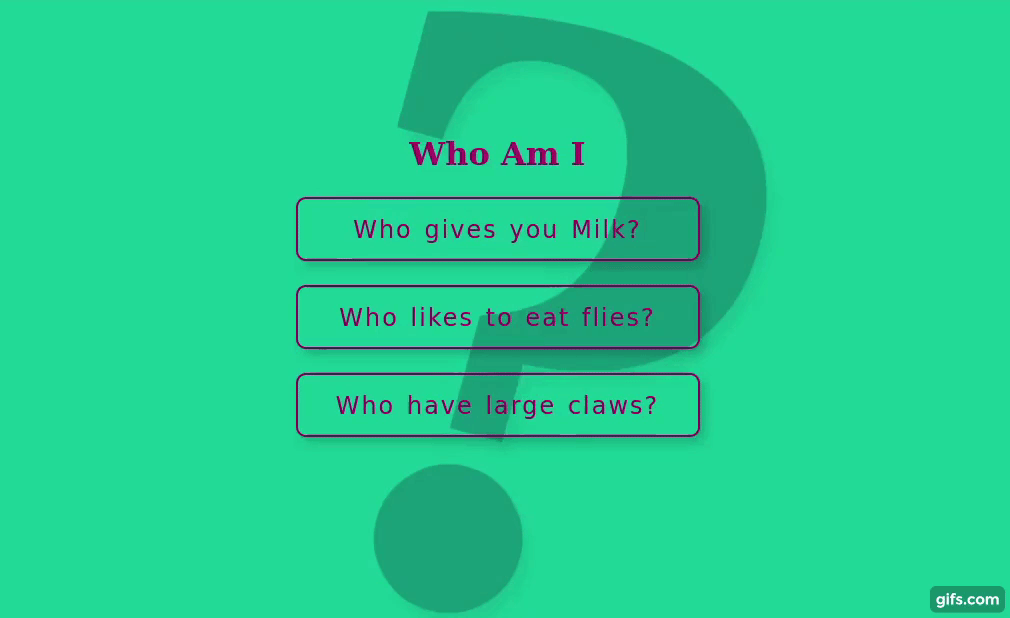 Who Am I
Who gives you Milk?
Who likes to eat flies?
Who have large claws?
gifs.com